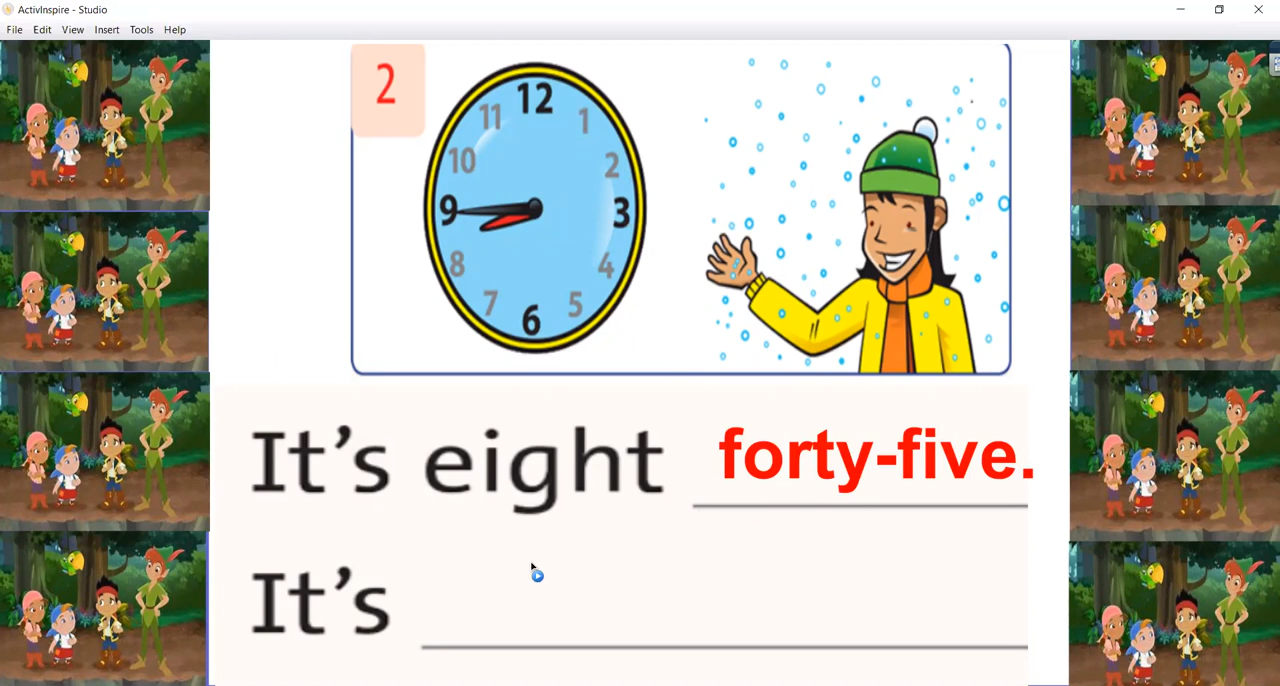 ActivInspire - Studio
File Edit View Insert Tools Help
2
12
11 1
10 2
9 3
8 4
7 5
6
It's eight forty-five.
It's